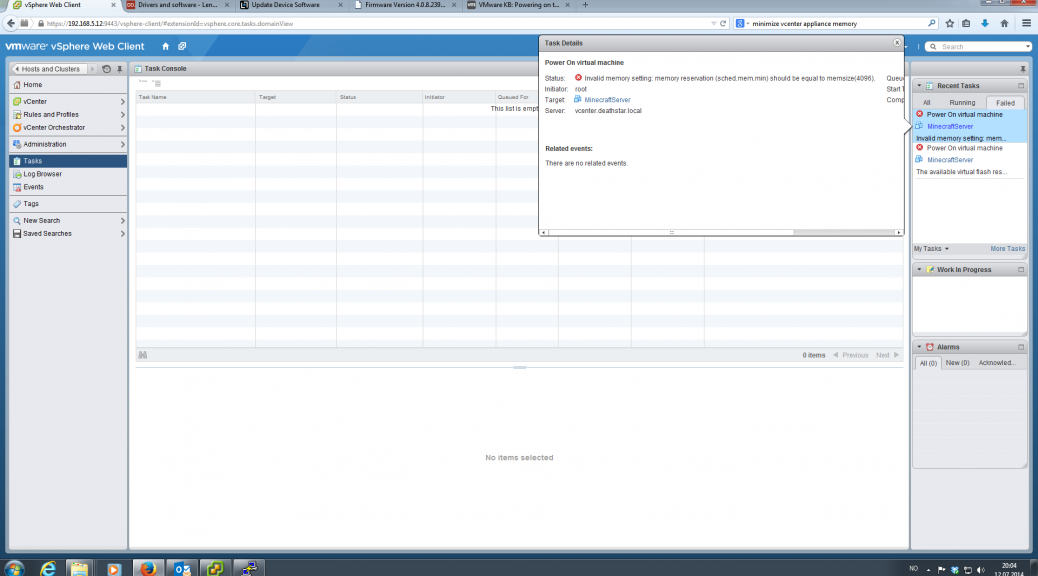 vSphere Web Client
Drivers and software - Len...
Update Device Software
Firmware Version 4.0.8.239...
VMware KB: Powering on t...
https://192.168.5.12:9443/vsphere-client/#extensionId=vsphere.core.tasks.domainView
minimize vcenter appliance memory
vmware vSphere Web Client
Search
Hosts and Clusters
Home
vCenter
Rules and Profiles
vCenter Orchestrator
Administration
Tasks
Log Browser
Events
Tags
New Search
Saved Searches
Task Console
Task Name
Target
Status
Initiator
Queued For
This list is empt
0 items
Previous
Next
No items selected
Task Details
Power On virtual machine
Status: Invalid memory setting: memory reservation (sched.mem.min) should be equal to memsize(4096).
Initiator: root
Target: MinecraftServer
Server: vcenter.deathstar.local
Queu
Start T
Comp
Related events:
There are no related events.
Recent Tasks
All
Running
Failed
Power On virtual machine
MinecraftServer
Invalid memory setting: mem...
Power On virtual machine
MinecraftServer
The available virtual flash res...
My Tasks
More Tasks
Work In Progress
Alarms
All (0)
New (0)
Acknowled...
NO
20:04
12.07.2014